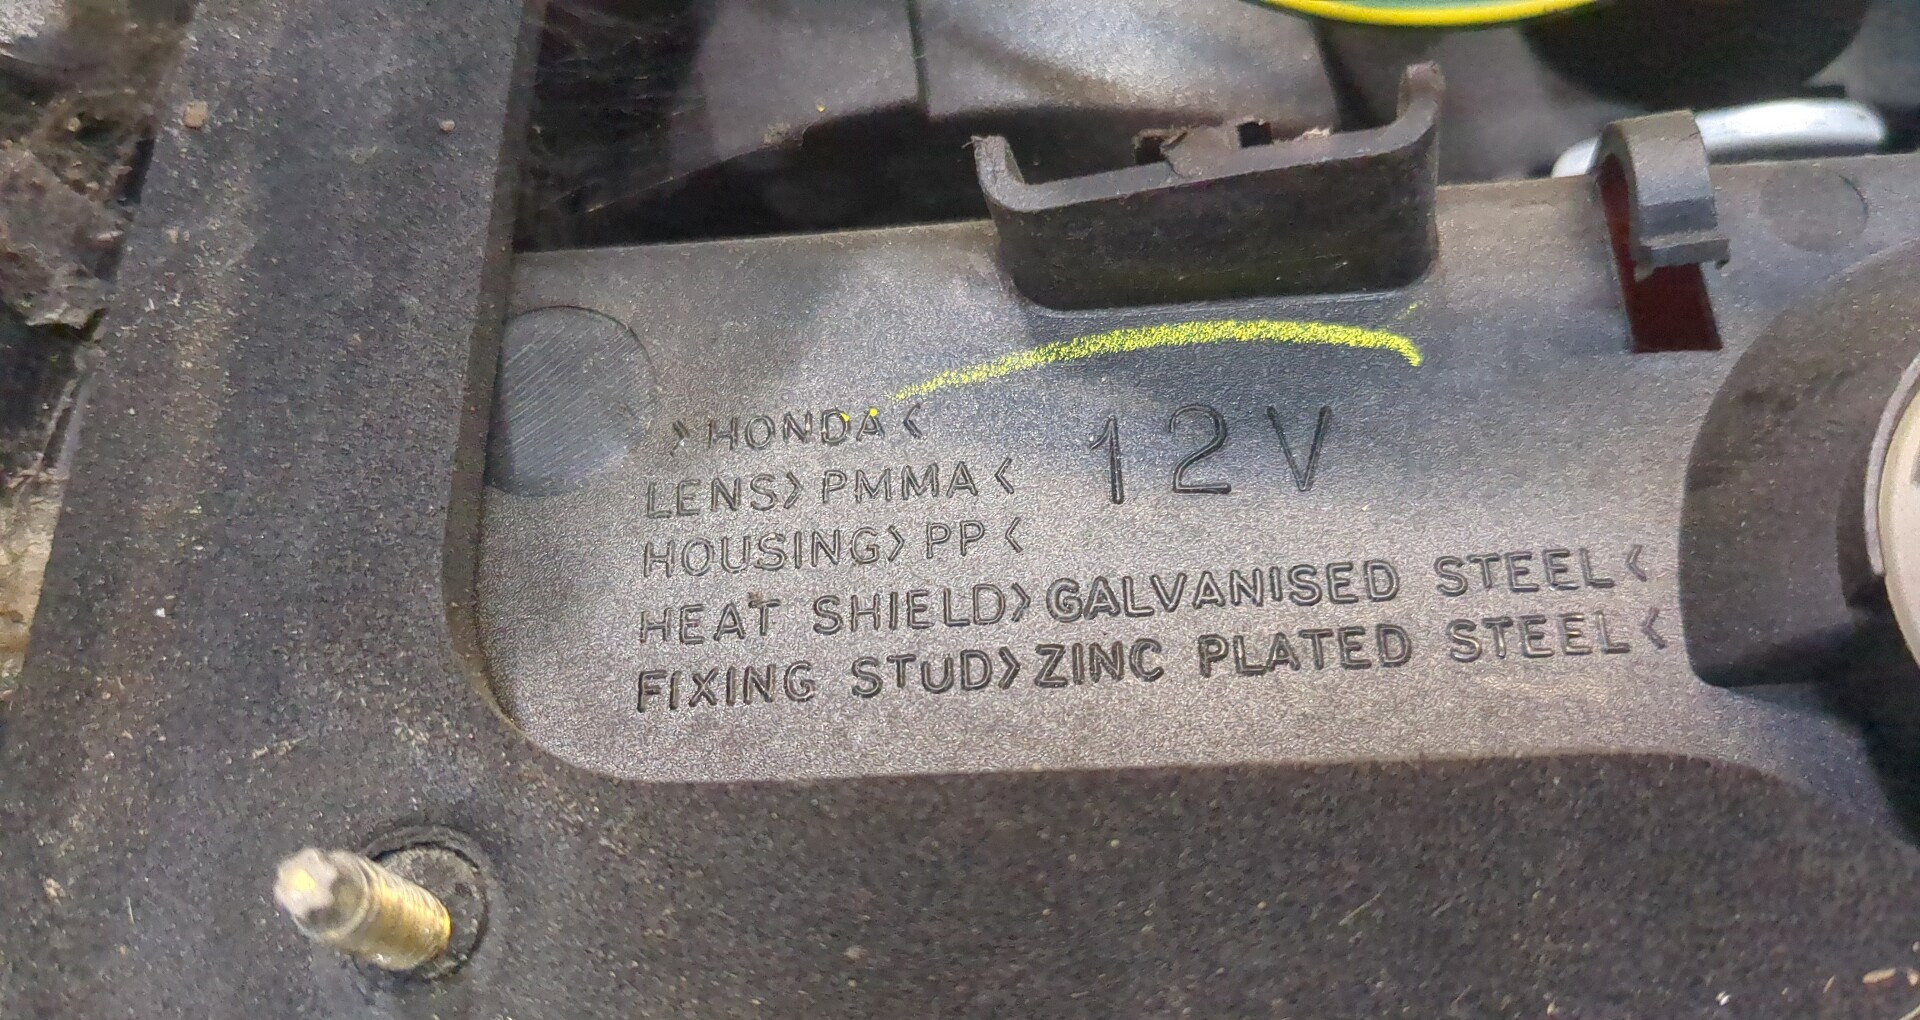 >HONDA< 12V
LENS>PMMA<
HOUSING>PP<
HEAT SHIELD>GALVANISED STEEL<
FIXING STUD>ZINC PLATED STEEL<